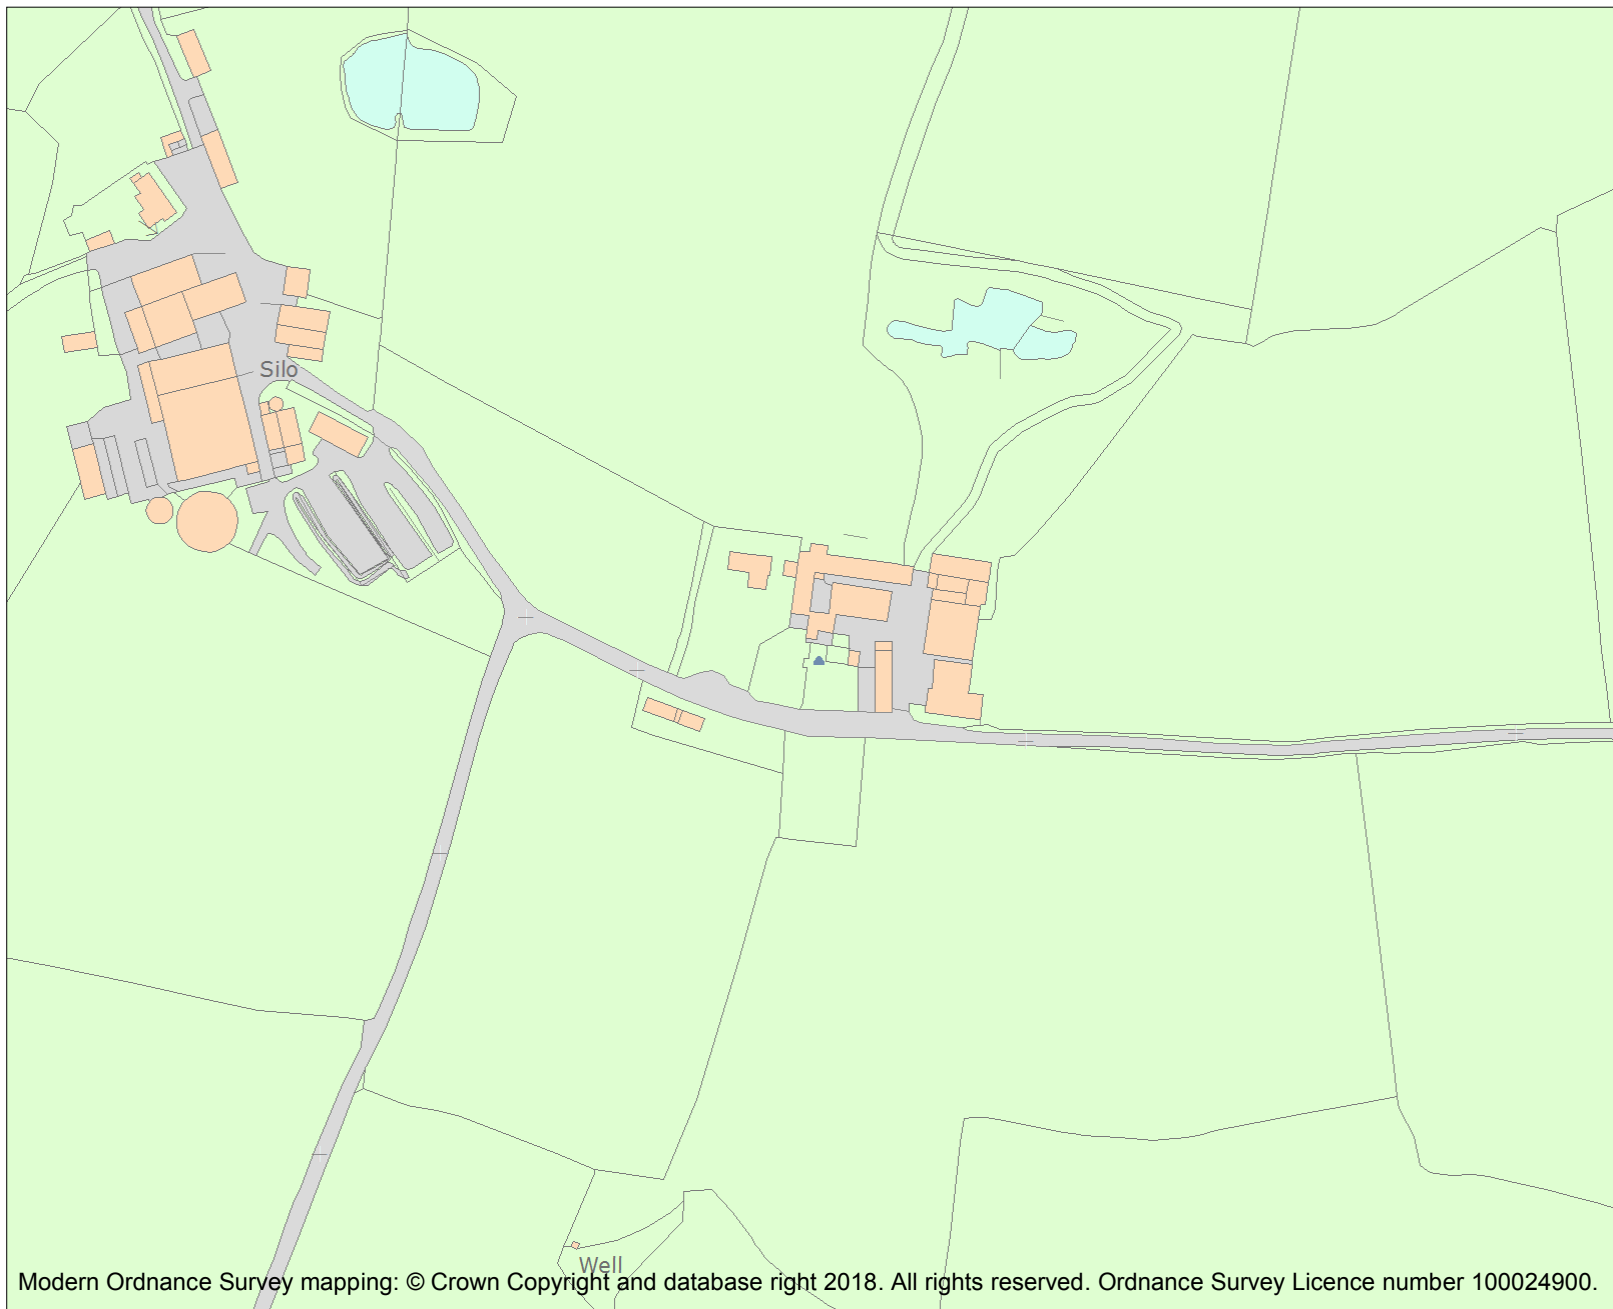 Silo
Well
Modern Ordnance Survey mapping: © Crown Copyright and database right 2018. All rights reserved. Ordnance Survey Licence number 100024900.